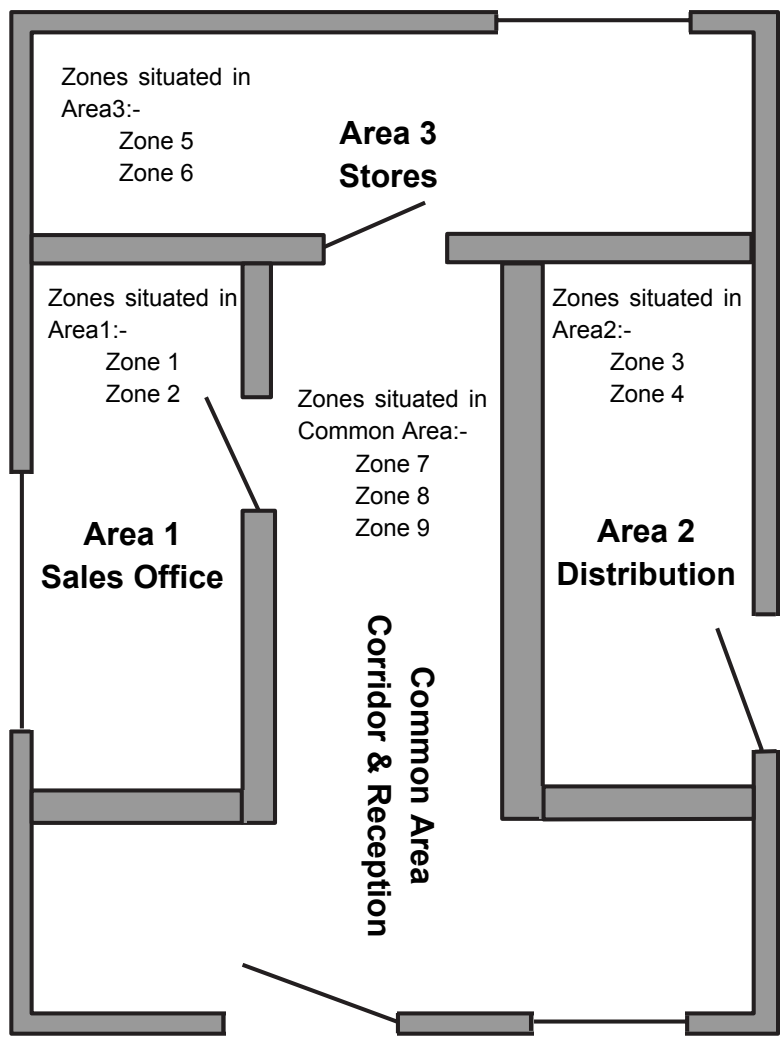 Zones situated in
Area3:-
Zone 5
Zone 6
Area 3
Stores
Zones situated in
Area1:-
Zone 1
Zone 2
Zones situated in
Common Area:-
Zone 7
Zone 8
Zone 9
Zones situated in
Area2:-
Zone 3
Zone 4
Area 1
Sales Office
Area 2
Distribution
Common Area
Corridor & Reception